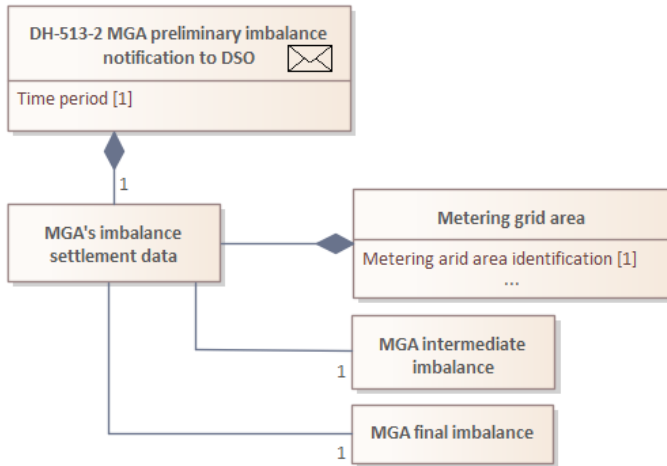 DH-513-2 MGA preliminary imbalance
notification to DSO
Time period [1]
1
MGA's imbalance
settlement data
Metering grid area
Metering arid area identification [1]
...
MGA intermediate
imbalance
1
MGA final imbalance
1